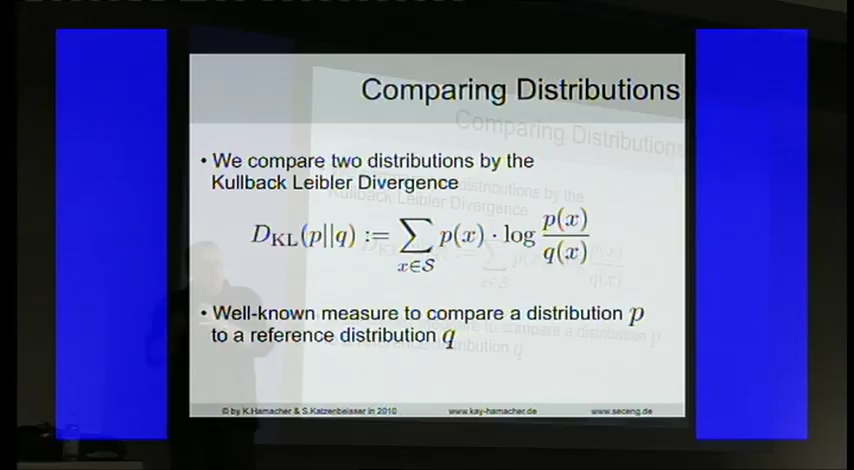 Comparing Distributions
• We compare two distributions by the
Kullback Leibler Divergence
D_KL(p||q) := ∑_{x∈S} p(x) · log p(x)/q(x)
• Well-known measure to compare a distribution p
to a reference distribution q
© by K.Hamacher & S.Katzenbeisser in 2010 www.kay-hamacher.de www.seceng.de